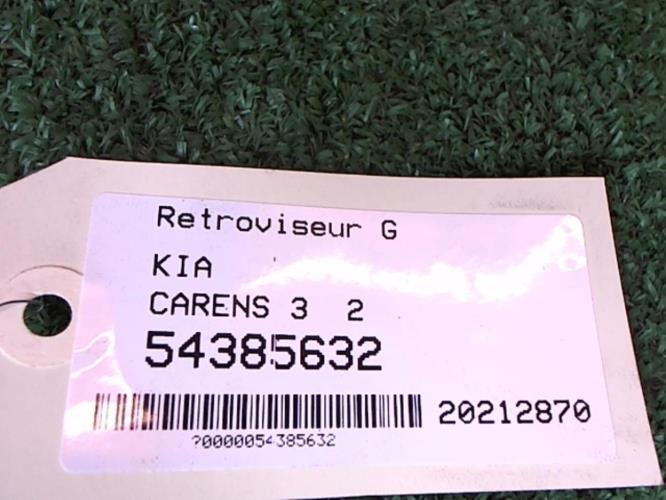 Retroviseur G
KIA
CARENS 3 2
54385632
20212870
?0000054385632